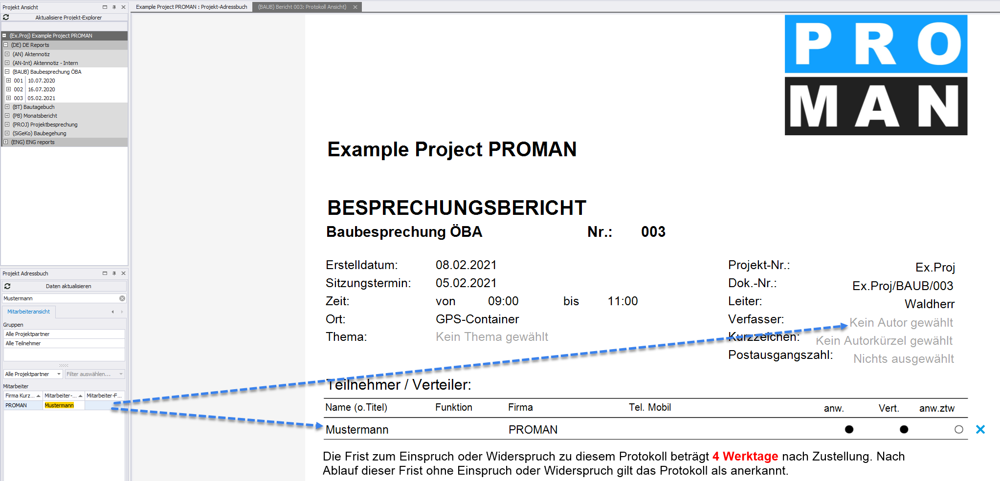 Projekt Ansicht
Aktualisiere Projekt-Explorer
(Ex.Proj) Example Project PROMAN
(DE) DE Reports
(AN) Aktennotiz
(AN-Int) Aktennotiz - Intern
(BAUB) Baubesprechung ÖBA
001 10.07.2020
002 16.07.2020
003 05.02.2021
(BT) Bautagebuch
(PB) Monatsbericht
(PROJ) Projektbesprechung
(SiGeKo) Baubegehung
(ENG) ENG reports
Projekt Adressbuch
Daten aktualisieren
Mustermann
Mitarbeiteransicht
Gruppen
Alle Projektpartner
Alle Teilnehmer
Alle Projektpartner Filter auswählen...
Mitarbeiter
Firma Kurz... Mitarbeiter-... Mitarbeiter-F...
PROMAN Mustermann
Example Project PROMAN : Projekt-Adressbuch (BAUB) Bericht 003: Protokoll Ansicht)
PRO
MAN
Example Project PROMAN
BESPRECHUNGSBERICHT
Baubesprechung ÖBA Nr.: 003
Erstelldatum: 08.02.2021 Projekt-Nr.: Ex.Proj
Sitzungstermin: 05.02.2021 Dok.-Nr.: Ex.Proj/BAUB/003
Zeit: von 09:00 bis 11:00 Leiter: Waldherr
Ort: GPS-Container Verfasser: Kein Autor gewählt
Thema: Kein Thema gewählt Kurzzeichen: Kein Autorkürzel gewählt
Postausgangszahl: Nichts ausgewählt
Teilnehmer / Verteiler:
Name (o.Titel) Funktion Firma Tel. Mobil anw. Vert. anw.ztw
Mustermann PROMAN
Die Frist zum Einspruch oder Widerspruch zu diesem Protokoll beträgt 4 Werktage nach Zustellung. Nach
Ablauf dieser Frist ohne Einspruch oder Widerspruch gilt das Protokoll als anerkannt.